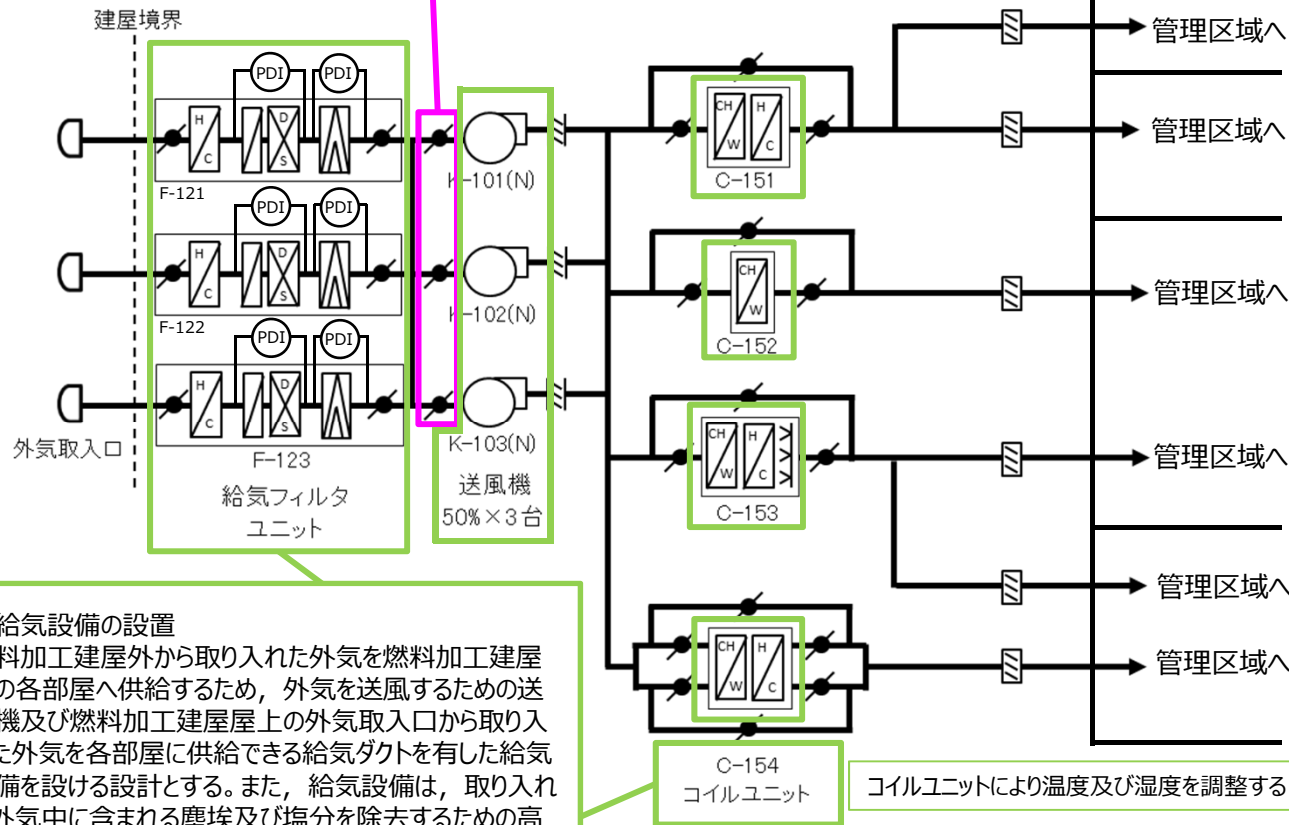 建屋境界
PDI PDI
H C D S
F-121
PDI PDI
H C D S
F-122
PDI PDI
H C D S
F-123
外気取入口
給気フィルタ
ユニット
K-101(N)
K-102(N)
K-103(N)
送風機
50%×3台
CH W H C
C-151
CH W
C-152
CH W H C
C-153
CH W H C
C-154
コイルユニット
管理区域へ
管理区域へ
管理区域へ
管理区域へ
管理区域へ
管理区域へ
コイルユニットにより温度及び湿度を調整する
給気設備の設置
料加工建屋外から取り入れた外気を燃料加工建屋
の各部屋へ供給するため，外気を送風するための送
機及び燃料加工建屋屋上の外気取入口から取り入
た外気を各部屋に供給できる給気ダクトを有した給気
備を設ける設計とする。また，給気設備は，取り入れ
外気中に含まれる塵埃及び塩分を除去するための高